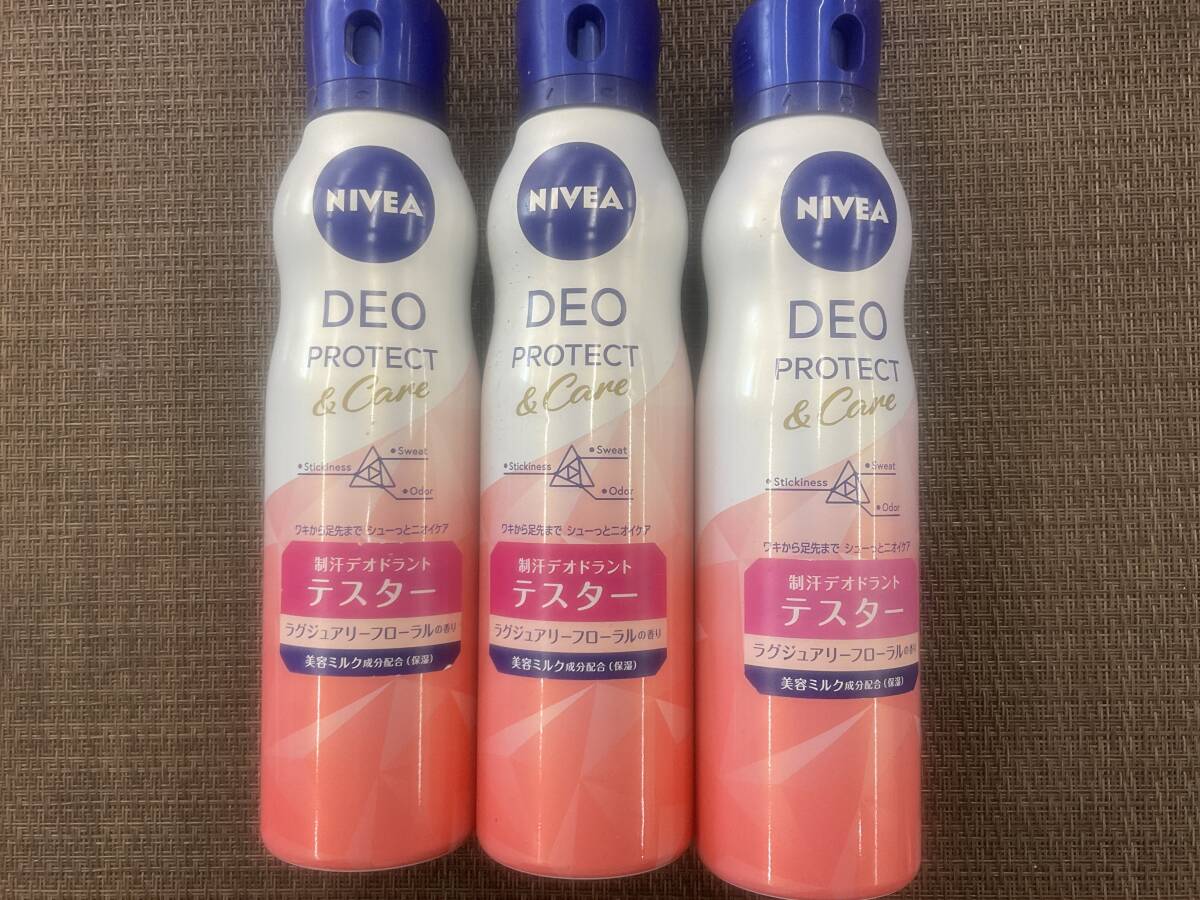 NIVEA
DEO
PROTECT
& Care
Sweat
Stickiness
Odor
ワキから足先まで シューっとニオイケア
制汗デオドラント
テスター
ラグジュアリーフローラルの香り
美容ミルク成分配合(保湿)
NIVEA
DEO
PROTECT
& Care
Sweat
Stickiness
Odor
ワキから足先まで シューっとニオイケア
制汗デオドラント
テスター
ラグジュアリーフローラルの香り
美容ミルク成分配合(保湿)
NIVEA
DEO
PROTECT
& Care
Sweat
Stickiness
Odor
ワキから足先まで シューっとニオイケア
制汗デオドラント
テスター
ラグジュアリーフローラルの香り
美容ミルク成分配合(保湿)